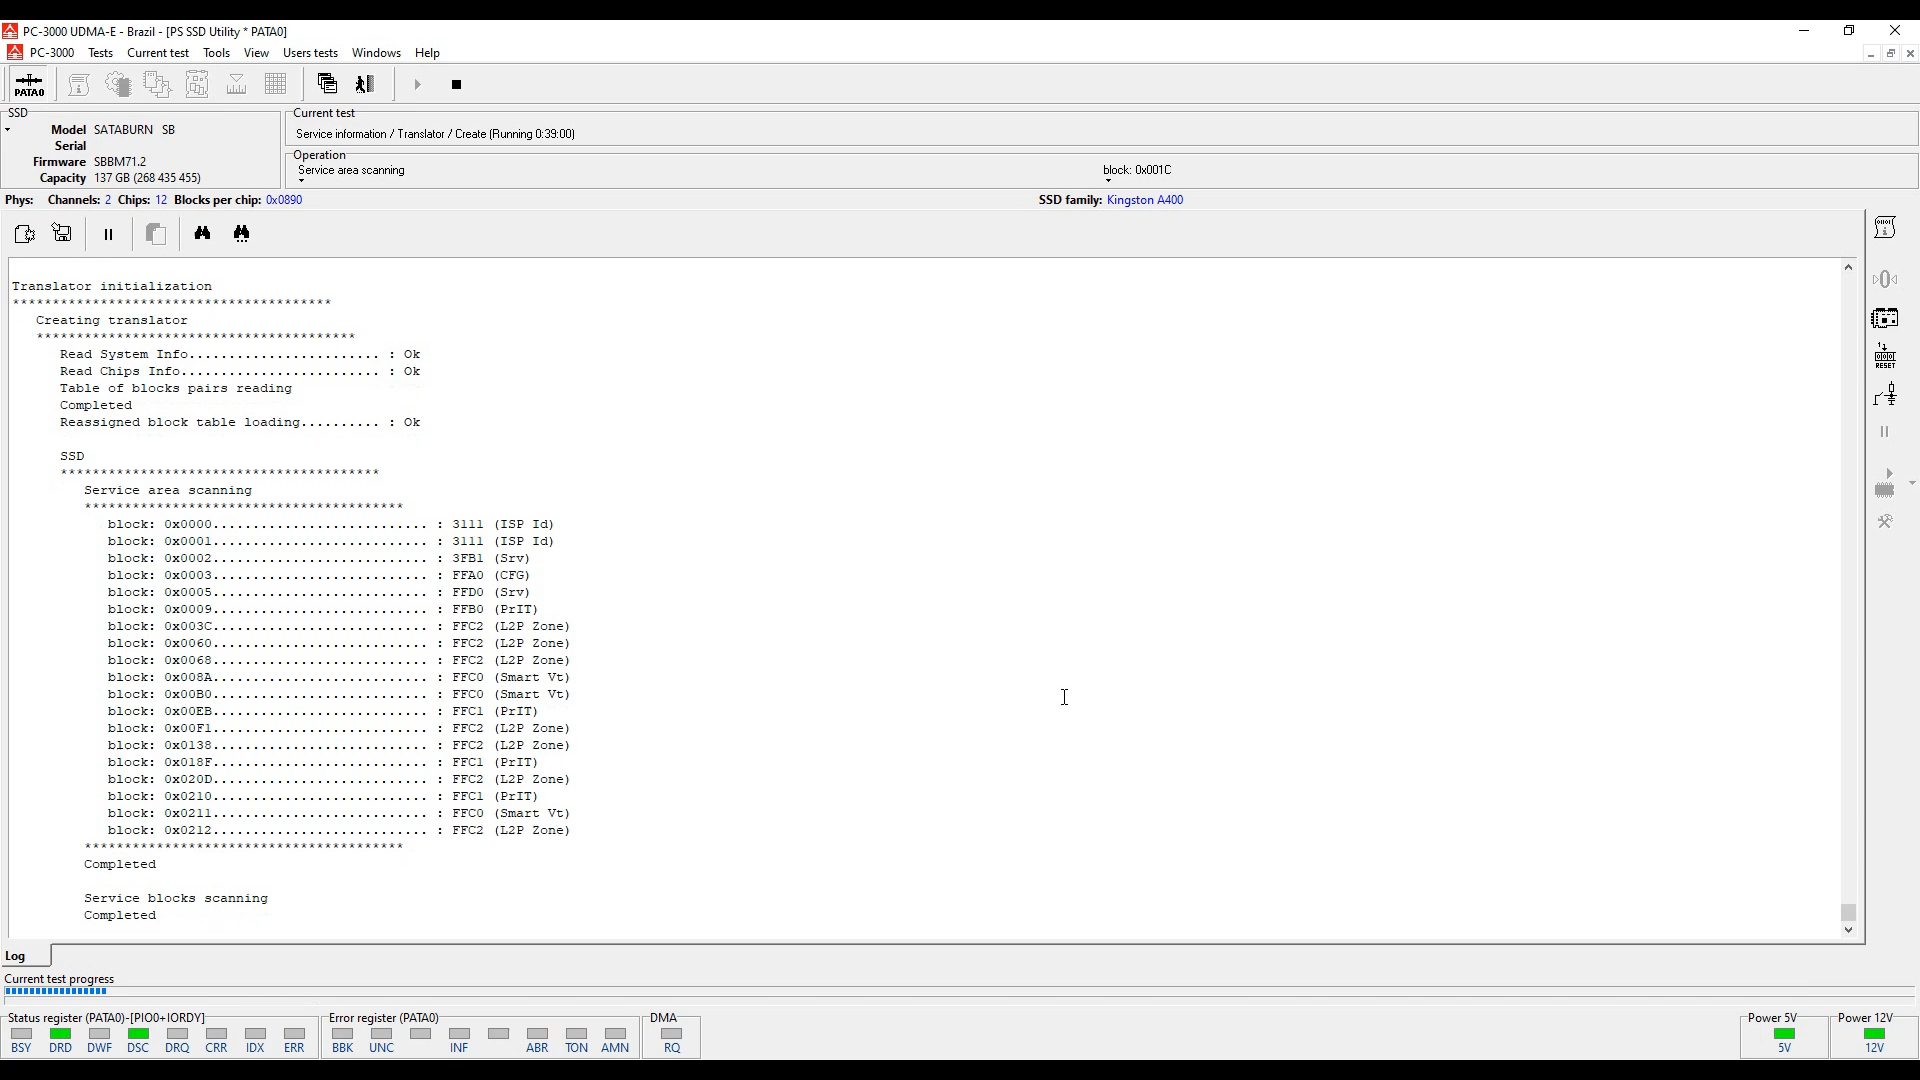 PC-3000 UDMA-E - Brazil - [PS SSD Utility * PATA0]
PC-3000 Tests Current test Tools View Users tests Windows Help
PATA0
SSD
Model SATABURN SB
Serial
Firmware SBBM71.2
Capacity 137 GB (268 435 455)
Current test
Service information / Translator / Create (Running 0:39:00)
Operation
Service area scanning block: 0x001C
Phys: Channels: 2 Chips: 12 Blocks per chip: 0x0890 SSD family: Kingston A400
Translator initialization
****************************************
Creating translator
****************************************
Read System Info........................ : Ok
Read Chips Info......................... : Ok
Table of blocks pairs reading
Completed
Reassigned block table loading.......... : Ok
SSD
****************************************
Service area scanning
****************************************
block: 0x0000........................... : 3111 (ISP Id)
block: 0x0001........................... : 3111 (ISP Id)
block: 0x0002........................... : 3FB1 (Srv)
block: 0x0003........................... : FFA0 (CFG)
block: 0x0005........................... : FFD0 (Srv)
block: 0x0009........................... : FFB0 (PrIT)
block: 0x003C........................... : FFC2 (L2P Zone)
block: 0x0060........................... : FFC2 (L2P Zone)
block: 0x0068........................... : FFC2 (L2P Zone)
block: 0x008A........................... : FFC0 (Smart Vt)
block: 0x00B0........................... : FFC0 (Smart Vt)
block: 0x00EB........................... : FFC1 (PrIT)
block: 0x00F1........................... : FFC2 (L2P Zone)
block: 0x0138........................... : FFC2 (L2P Zone)
block: 0x018F........................... : FFC1 (PrIT)
block: 0x020D........................... : FFC2 (L2P Zone)
block: 0x0210........................... : FFC1 (PrIT)
block: 0x0211........................... : FFC0 (Smart Vt)
block: 0x0212........................... : FFC2 (L2P Zone)
****************************************
Completed
Service blocks scanning
Completed
RESET
Log
Current test progress
Status register (PATA0)-[PIO0+IORDY] Error register (PATA0) DMA Power 5V Power 12V
BSY DRD DWF DSC DRQ CRR IDX ERR BBK UNC INF ABR TON AMN RQ 5V 12V